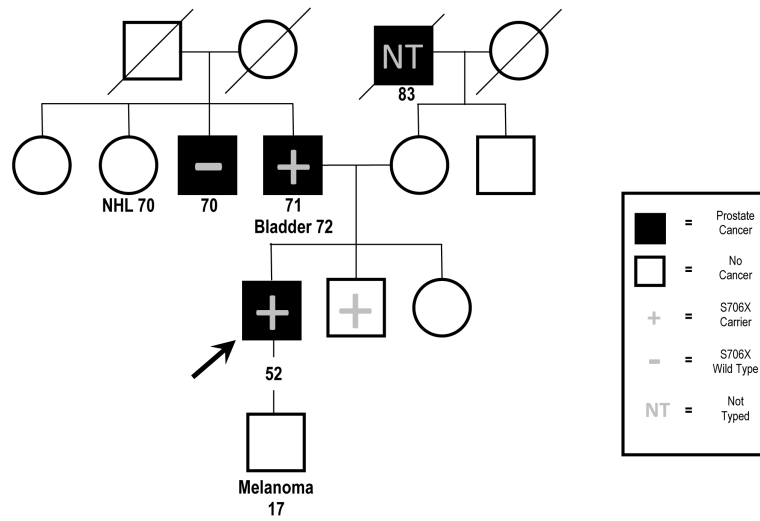 NT
83
NHL 70
70
71
Bladder 72
52
Melanoma
17
= Prostate
Cancer
= No
Cancer
+ = S706X
Carrier
- = S706X
Wild Type
NT = Not
Typed